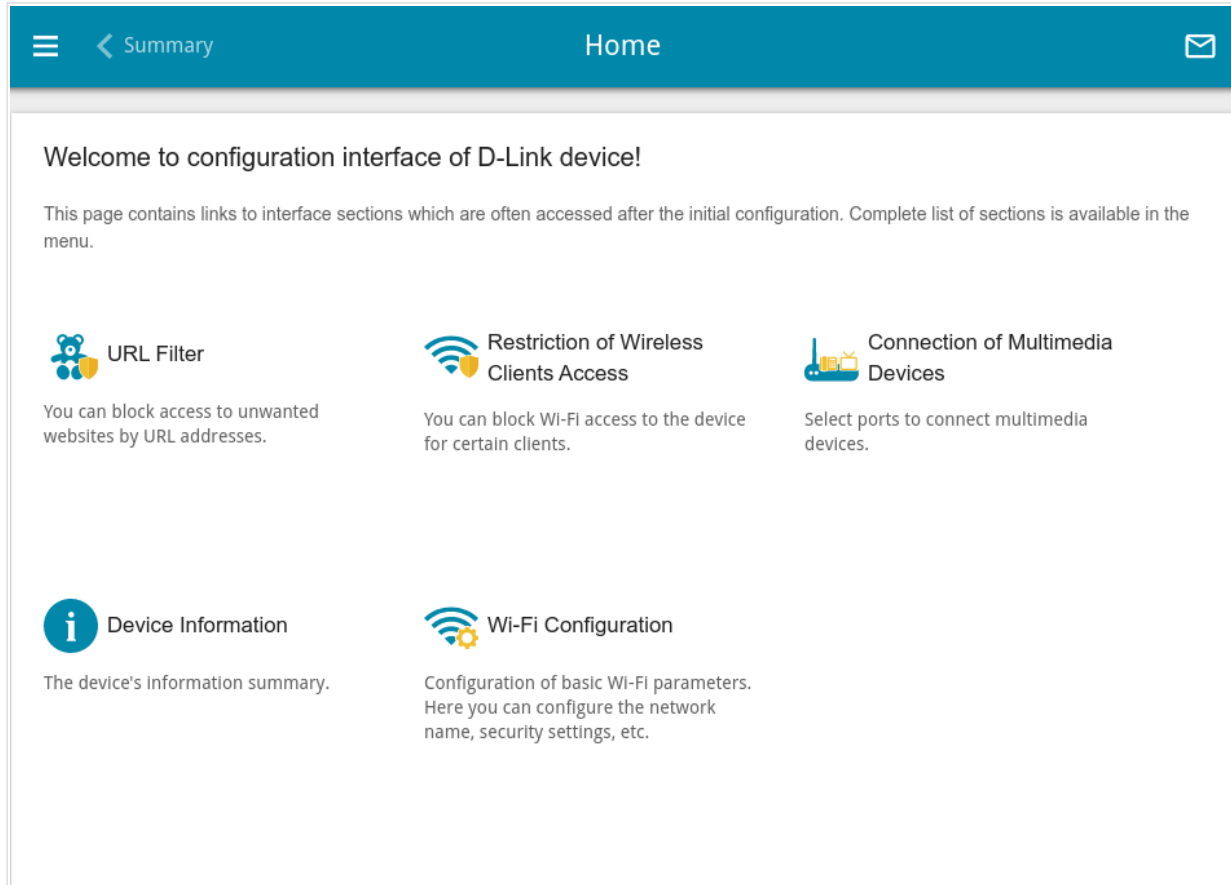 Summary
Home
Welcome to configuration interface of D-Link device!
This page contains links to interface sections which are often accessed after the initial configuration. Complete list of sections is available in the
menu.
URL Filter
You can block access to unwanted
websites by URL addresses.
Restriction of Wireless
Clients Access
You can block Wi-Fi access to the device
for certain clients.
Connection of Multimedia
Devices
Select ports to connect multimedia
devices.
Device Information
The device's information summary.
Wi-Fi Configuration
Configuration of basic Wi-Fi parameters.
Here you can configure the network
name, security settings, etc.